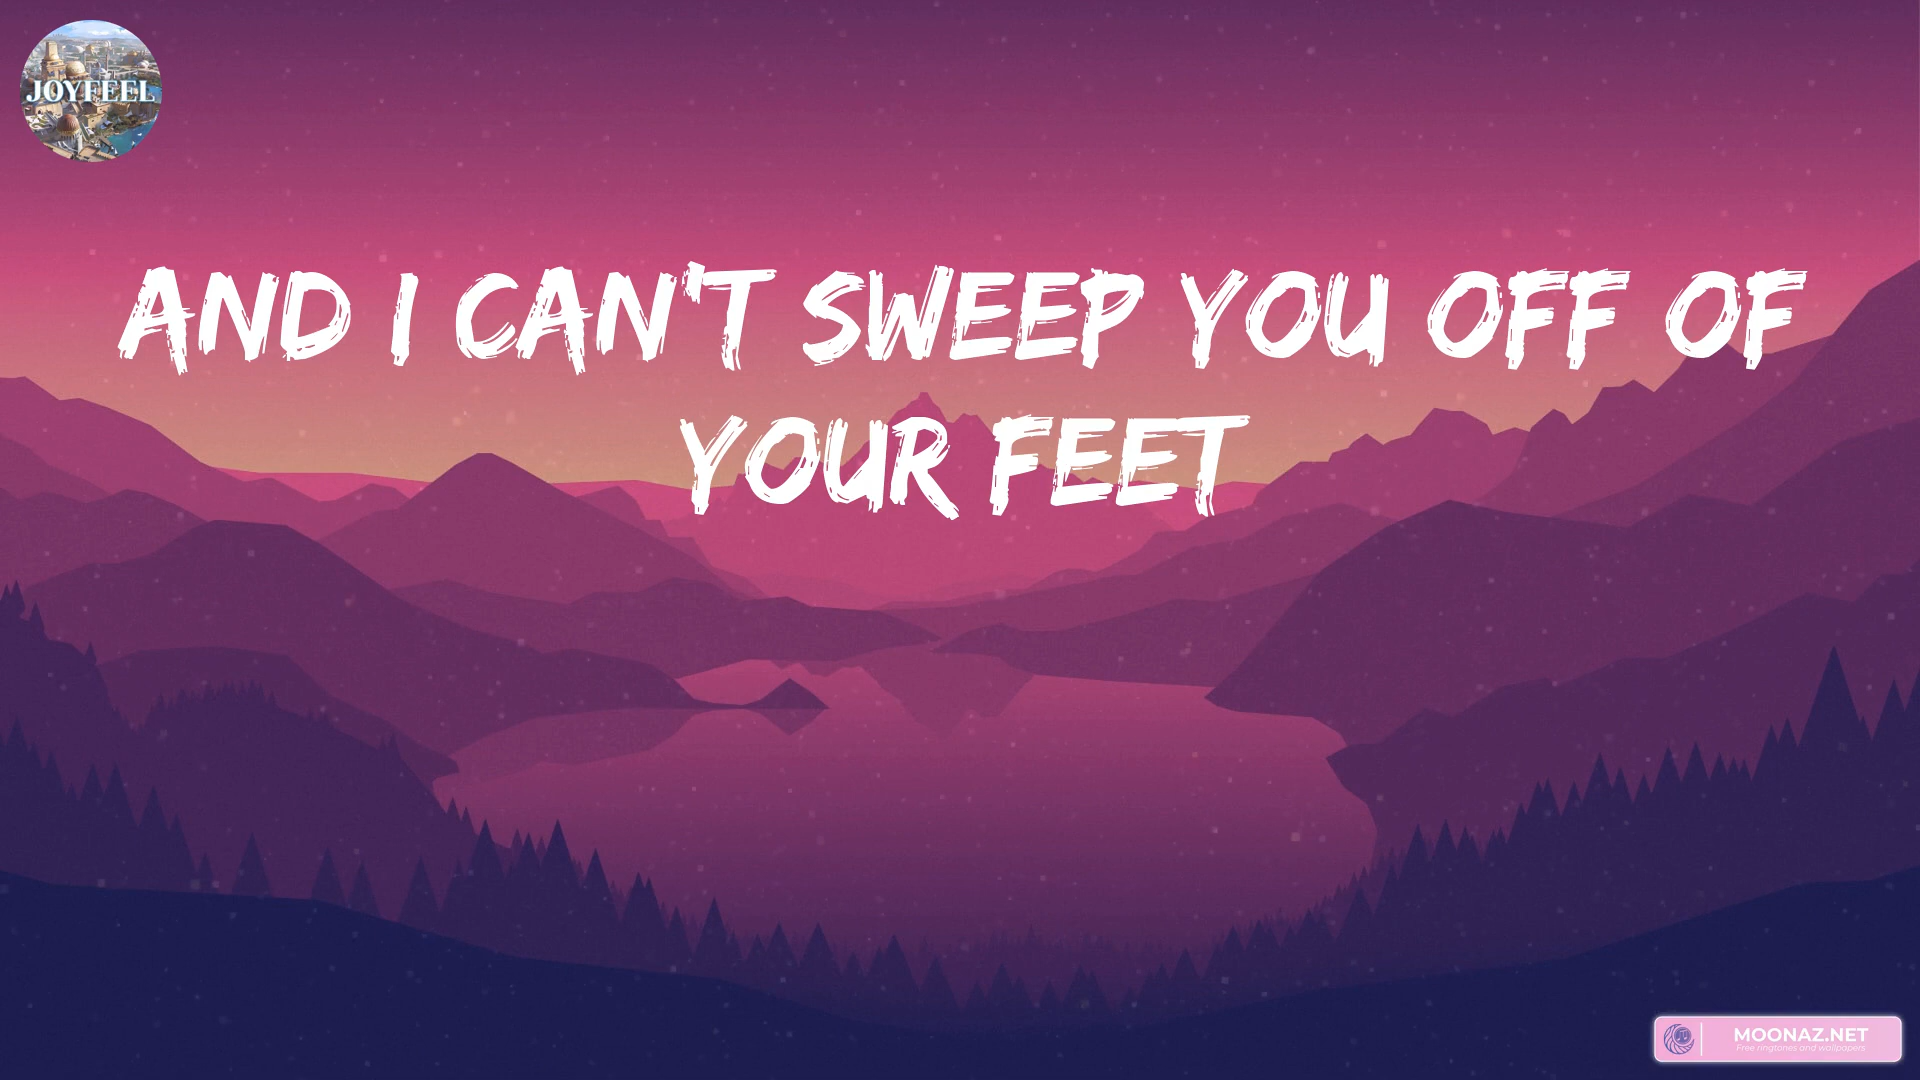 JOYFEEL
AND I CAN'T SWEEP YOU OFF OF
YOUR FEET
MOONAZ.NET
Free ringtones and wallpapers